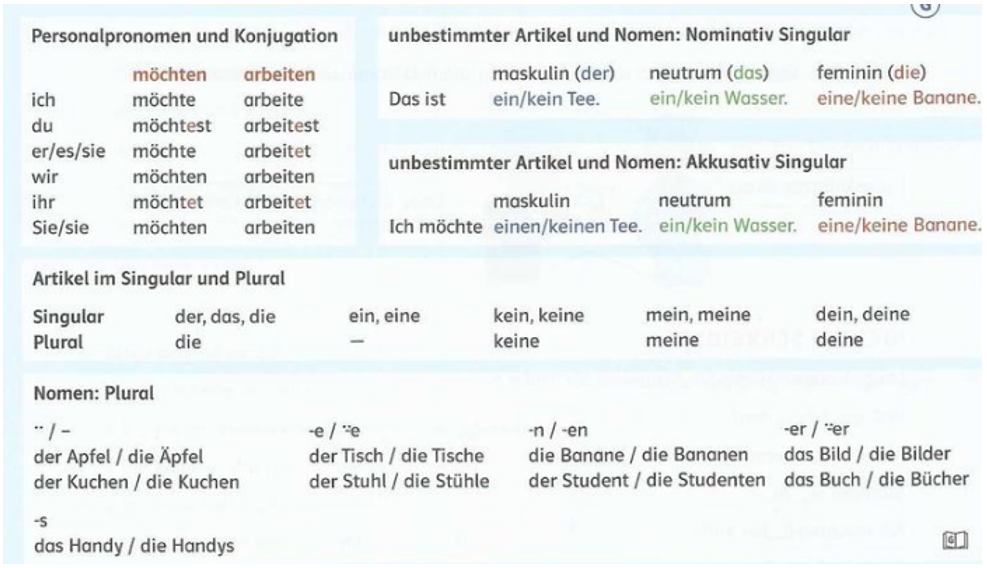 G
Personalpronomen und Konjugation
möchten arbeiten
ich möchte arbeite
du möchtest arbeitest
er/es/sie möchte arbeitet
wir möchten arbeiten
ihr möchtet arbeitet
Sie/sie möchten arbeiten
unbestimmter Artikel und Nomen: Nominativ Singular
maskulin (der) neutrum (das) feminin (die)
Das ist ein/kein Tee. ein/kein Wasser. eine/keine Banane.
unbestimmter Artikel und Nomen: Akkusativ Singular
maskulin neutrum feminin
Ich möchte einen/keinen Tee. ein/kein Wasser. eine/keine Banane.
Artikel im Singular und Plural
Singular der, das, die ein, eine kein, keine mein, meine dein, deine
Plural die – keine meine deine
Nomen: Plural
¨ / – -e / ¨e -n / -en -er / ¨er
der Apfel / die Äpfel der Tisch / die Tische die Banane / die Bananen das Bild / die Bilder
der Kuchen / die Kuchen der Stuhl / die Stühle der Student / die Studenten das Buch / die Bücher
-s
das Handy / die Handys
G